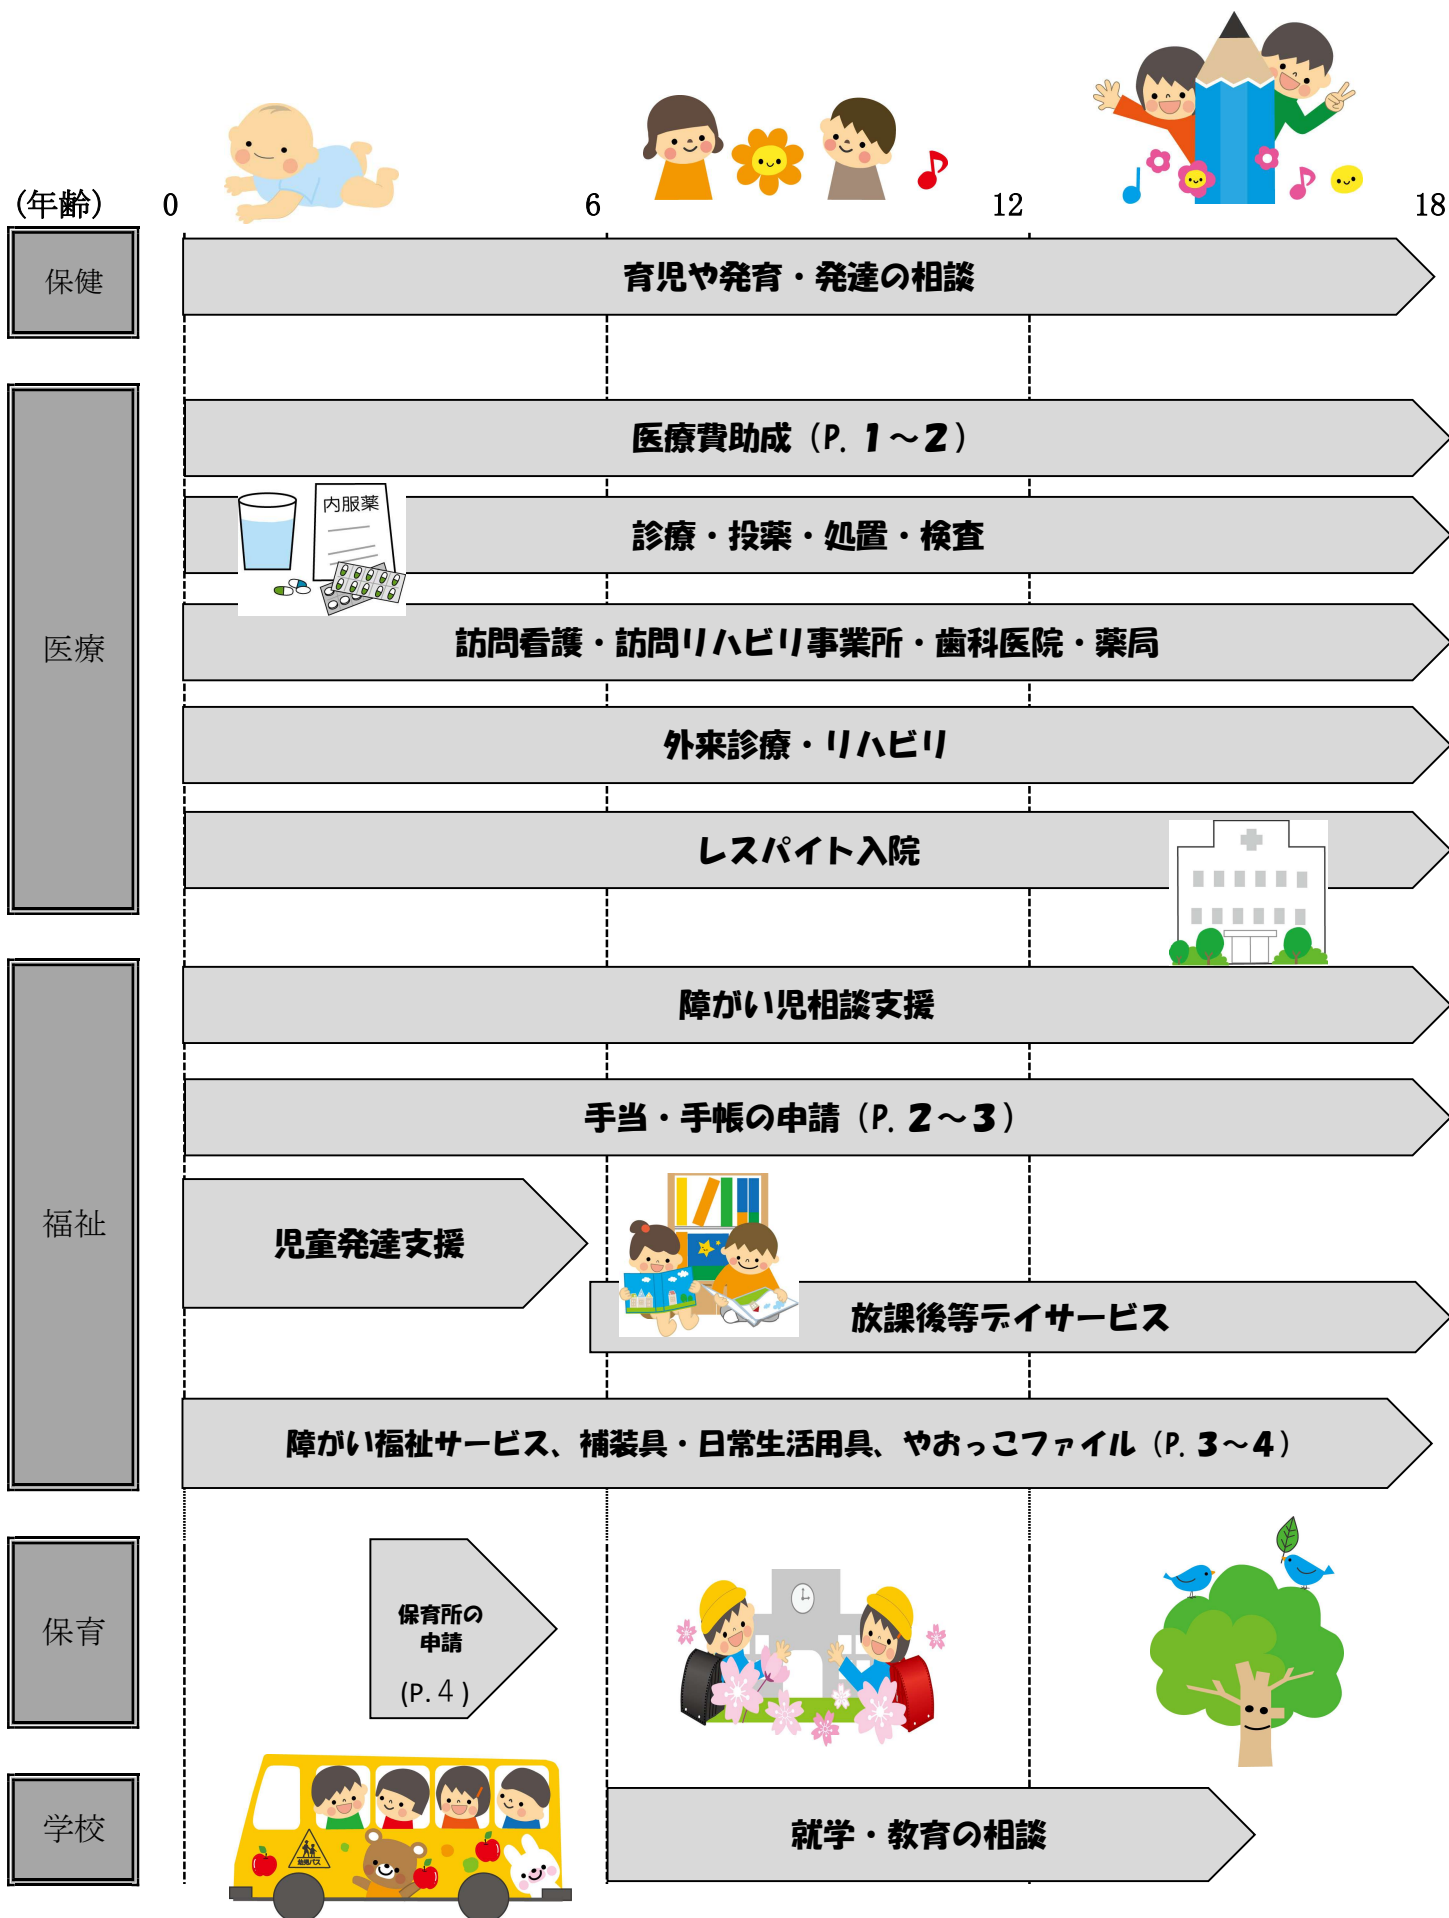 (年齢) 0 6 12 18
保健
育児や発育・発達の相談
医療
医療費助成（P. 1～2）
内服薬
診療・投薬・処置・検査
訪問看護・訪問リハビリ事業所・歯科医院・薬局
外来診療・リハビリ
レスパイト入院
福祉
障がい児相談支援
手当・手帳の申請（P. 2～3）
児童発達支援
放課後等デイサービス
障がい福祉サービス、補装具・日常生活用具、やおっこファイル（P. 3～4）
保育
保育所の
申請
(P.４)
学校
幼児バス
就学・教育の相談